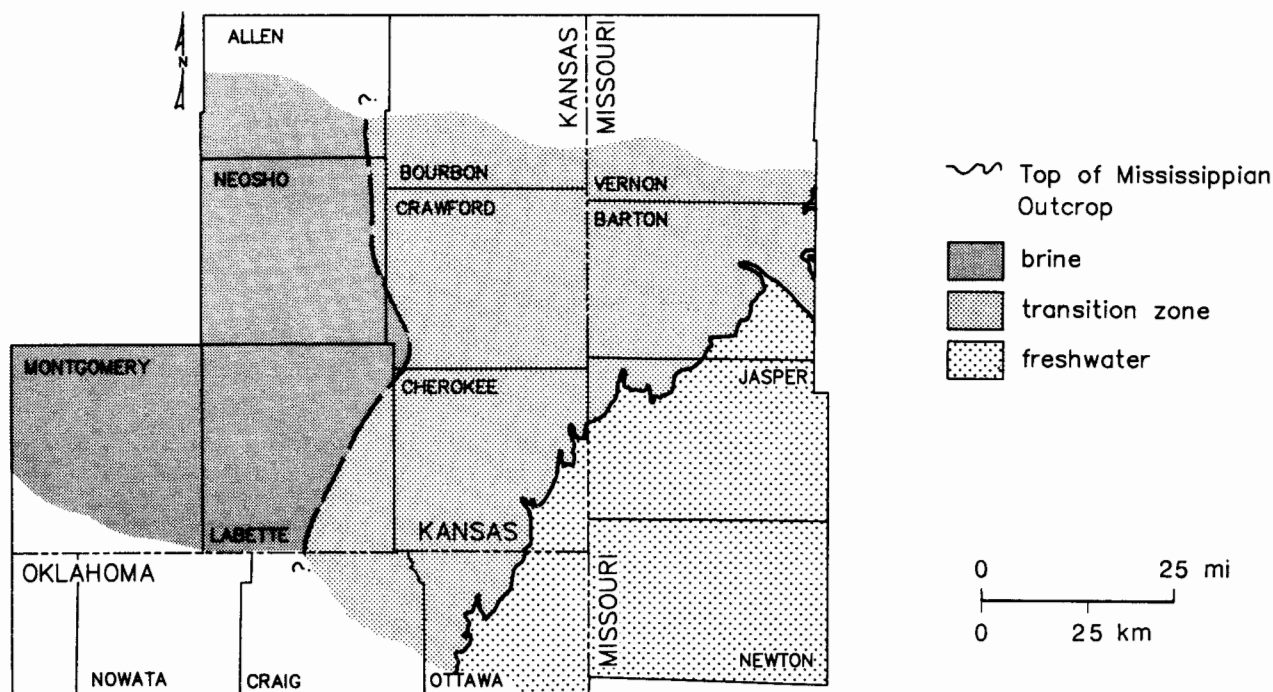 ALLEN
N
?
KANSAS
MISSOURI
NEOSHO
BOURBON
VERNON
CRAWFORD
BARTON
MONTGOMERY
CHEROKEE
JASPER
LABETTE
KANSAS
?
OKLAHOMA
MISSOURI
NOWATA
CRAIG
OTTAWA
NEWTON
Top of Mississippian
Outcrop
brine
transition zone
freshwater
0 25 mi
0 25 km